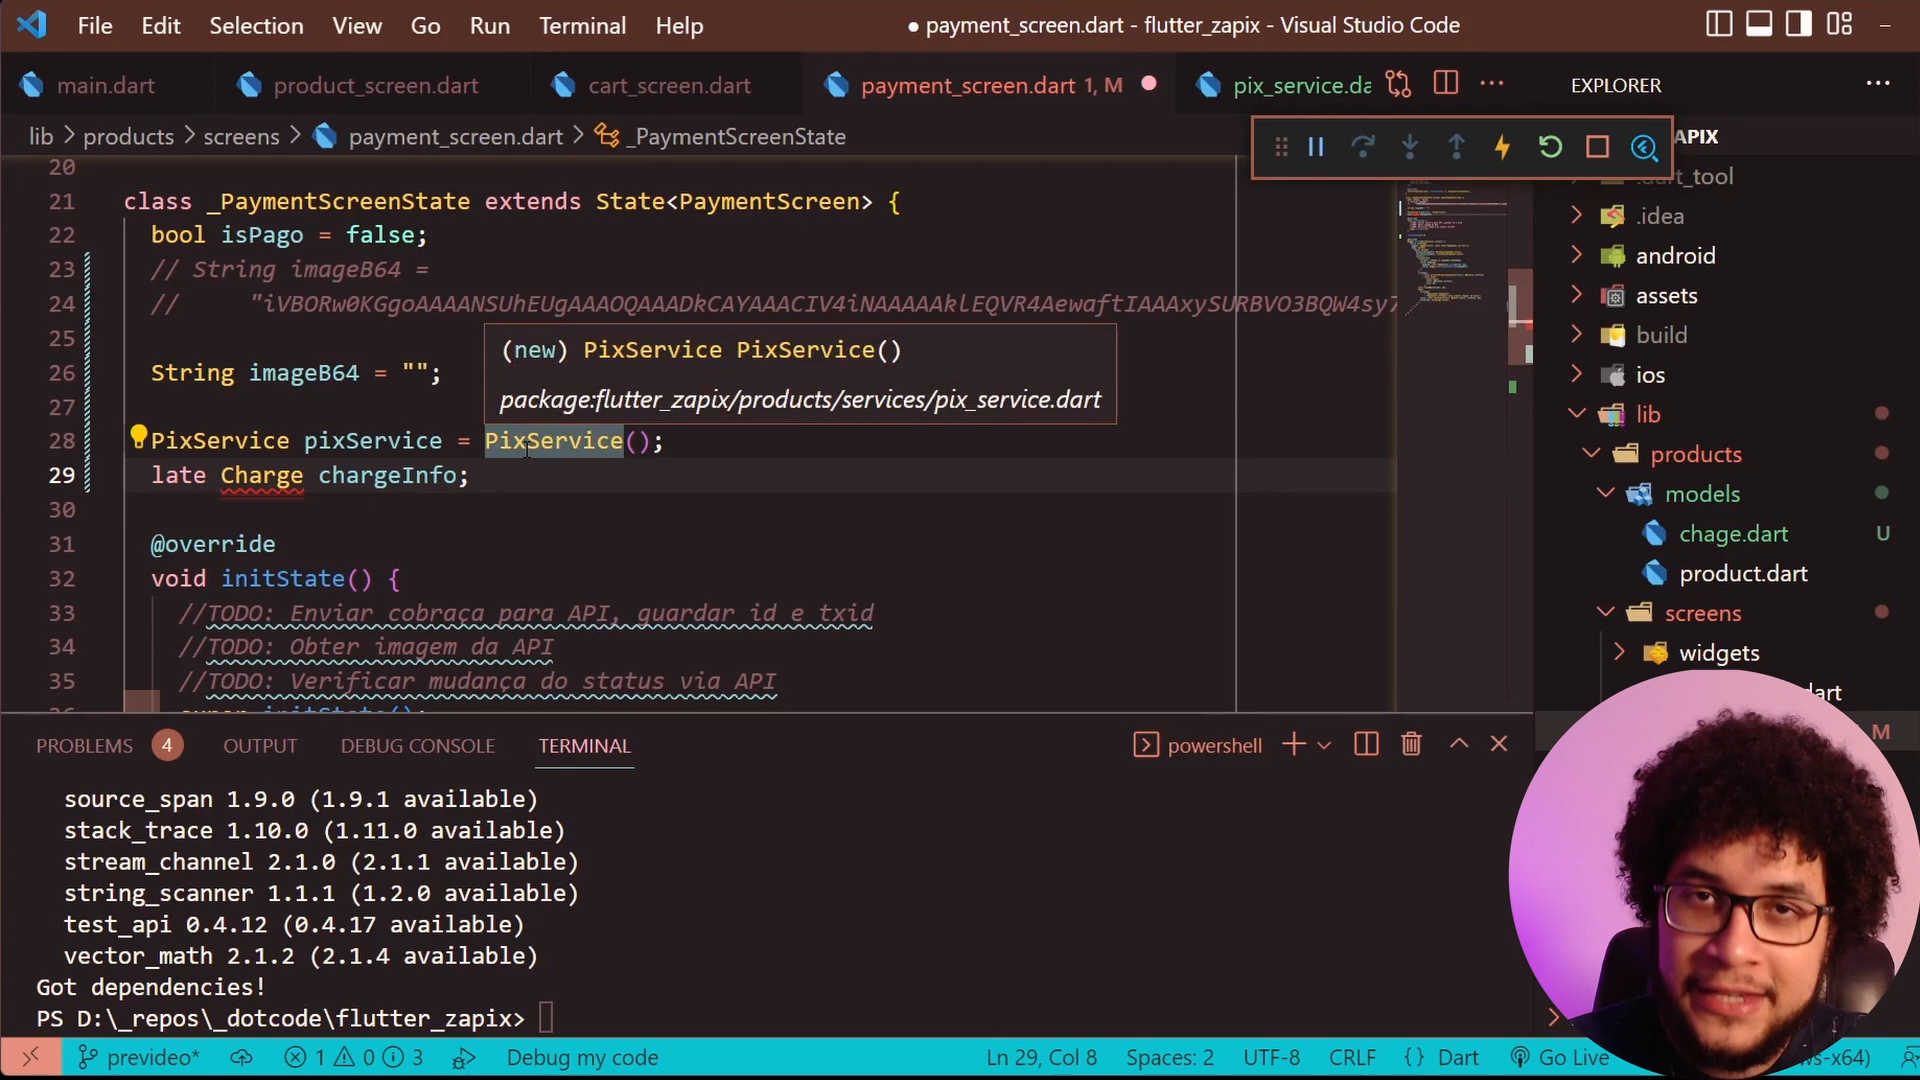 File Edit Selection View Go Run Terminal Help
● payment_screen.dart - flutter_zapix - Visual Studio Code
main.dart
product_screen.dart
cart_screen.dart
payment_screen.dart 1, M
pix_service.da
EXPLORER
lib > products > screens > payment_screen.dart > _PaymentScreenState
APIX
20
21 class _PaymentScreenState extends State<PaymentScreen> {
22 bool isPago = false;
23 // String imageB64 =
24 // "iVBORw0KGgoAAAANSUhEUgAAAOQAAADkCAYAAACIV4iNAAAAAklEQVR4AewaftIAAAxySURBVO3BQW4sy7
25
26 String imageB64 = "";
27
28 PixService pixService = PixService();
29 late Charge chargeInfo;
30
31 @override
32 void initState() {
33 //TODO: Enviar cobraça para API, guardar id e txid
34 //TODO: Obter imagem da API
35 //TODO: Verificar mudança do status via API
(new) PixService PixService()
package:flutter_zapix/products/services/pix_service.dart
.dart_tool
.idea
android
assets
build
ios
lib
products
models
chage.dart U
product.dart
screens
widgets
dart
M
PROBLEMS 4 OUTPUT DEBUG CONSOLE TERMINAL
powershell
source_span 1.9.0 (1.9.1 available)
stack_trace 1.10.0 (1.11.0 available)
stream_channel 2.1.0 (2.1.1 available)
string_scanner 1.1.1 (1.2.0 available)
test_api 0.4.12 (0.4.17 available)
vector_math 2.1.2 (2.1.4 available)
Got dependencies!
PS D:\_repos\_dotcode\flutter_zapix>
prevideo* 1 0 3 Debug my code Ln 29, Col 8 Spaces: 2 UTF-8 CRLF {} Dart Go Live ws-x64)